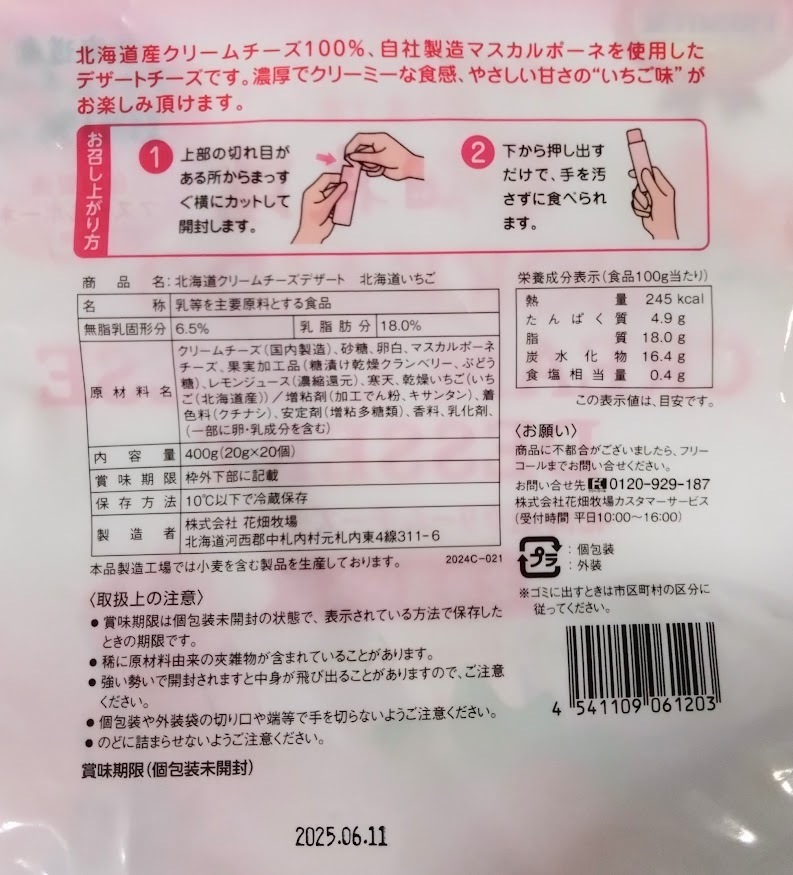 北海道産クリームチーズ100%、自社製造マスカルポーネを使用した
デザートチーズです。濃厚でクリーミーな食感、やさしい甘さの“いちご味”が
お楽しみ頂けます。
お召し上がり方
1 上部の切れ目が
ある所からまっす
ぐ横にカットして
開封します。
2 下から押し出す
だけで、手を汚
さずに食べられ
ます。
商品名：北海道クリームチーズデザート 北海道いちご
名称 乳等を主要原料とする食品
無脂乳固形分 6.5% 乳脂肪分 18.0%
原材料名 クリームチーズ(国内製造)、砂糖、卵白、マスカルポーネ
チーズ、果実加工品(糖漬け乾燥クランベリー、ぶどう
糖)、レモンジュース(濃縮還元)、寒天、乾燥いちご(いち
ご(北海道産))／増粘剤(加工でん粉、キサンタン)、着
色料(クチナシ)、安定剤(増粘多糖類)、香料、乳化剤、
(一部に卵・乳成分を含む)
内容量 400g(20g×20個)
賞味期限 枠外下部に記載
保存方法 10℃以下で冷蔵保存
製造者 株式会社 花畑牧場
北海道河西郡中札内村元札内東4線311-6
本品製造工場では小麦を含む製品を生産しております。 2024C-021
栄養成分表示(食品100g当たり)
熱量 245 kcal
たんぱく質 4.9 g
脂質 18.0 g
炭水化物 16.4 g
食塩相当量 0.4 g
この表示値は、目安です。
〈お願い〉
商品に不都合がございましたら、フリー
コールまでお問い合せください。
お問い合せ先 0120-929-187
株式会社花畑牧場カスタマーサービス
(受付時間 平日10:00〜16:00)
プラ ：個包装
：外装
※ゴミに出すときは市区町村の区分に
従ってください。
〈取扱上の注意〉
●賞味期限は個包装未開封の状態で、表示されている方法で保存した
ときの期限です。
●稀に原材料由来の夾雑物が含まれていることがあります。
●強い勢いで開封されますと中身が飛び出ることがありますので、ご注意
ください。
●個包装や外装袋の切り口や端等で手を切らないようご注意ください。
●のどに詰まらせないようご注意ください。
賞味期限(個包装未開封)
4 541109 061203
2025.06.11